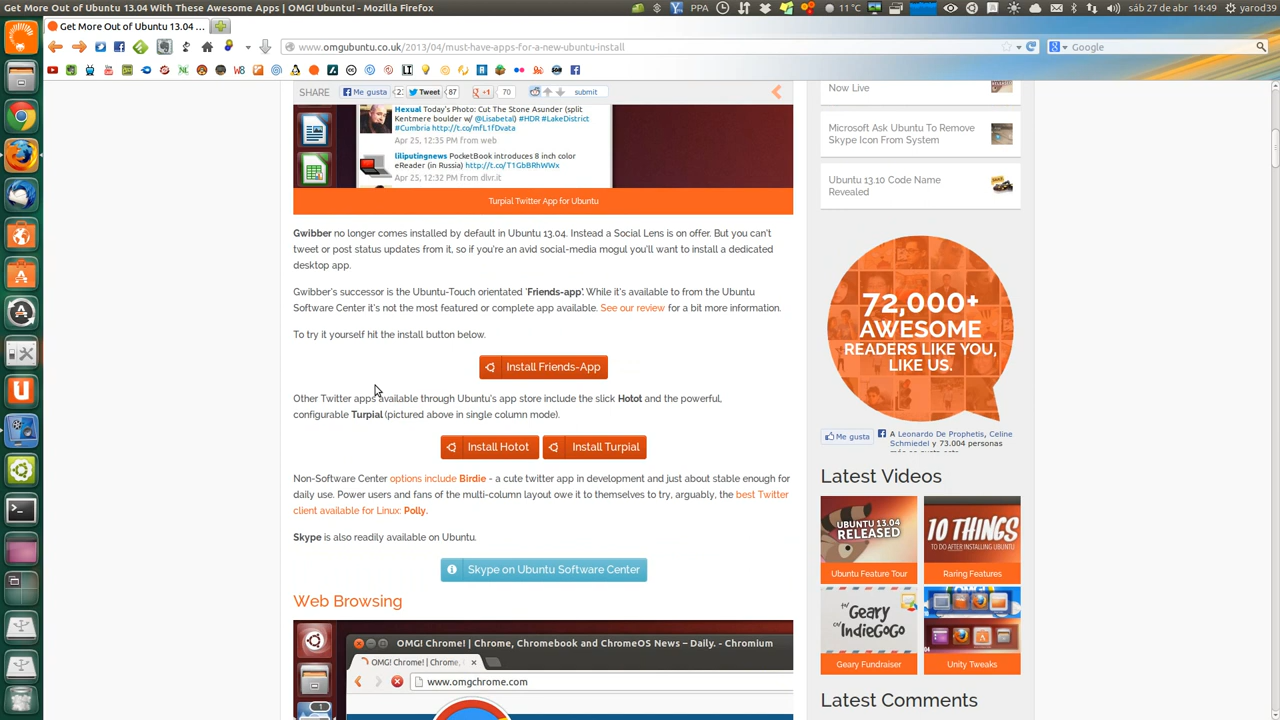 Get More Out of Ubuntu 13.04 With These Awesome Apps | OMG! Ubuntu! - Mozilla Firefox
PPA
11°C
sáb 27 de abr 14:49
yarod39
Get More Out of Ubuntu 13.04 ...
www.omgubuntu.co.uk/2013/04/must-have-apps-for-a-new-ubuntu-install
Google
SHARE
Me gusta
Tweet
87
+1
70
submit
Hexual Today's Photo: Cut The Stone Asunder (split
Kentmere boulder w/ @Lisabetal) #HDR #LakeDistrict
#Cumbria http://t.co/mfL1fDvata
Apr 25, 12:35 PM from web
liliputingnews PocketBook introduces 8 inch color
eReader (in Russia) http://t.co/T1GbBRhWWx
Apr 25, 12:32 PM from dlvr.it
Turpial Twitter App for Ubuntu
Gwibber no longer comes installed by default in Ubuntu 13.04. Instead a Social Lens is on offer. But you can't
tweet or post status updates from it, so if you're an avid social-media mogul you'll want to install a dedicated
desktop app.
Gwibber's successor is the Ubuntu-Touch orientated 'Friends-app'. While it's available to from the Ubuntu
Software Center it's not the most featured or complete app available. See our review for a bit more information.
To try it yourself hit the install button below.
Install Friends-App
Other Twitter apps available through Ubuntu's app store include the slick Hotot and the powerful,
configurable Turpial (pictured above in single column mode).
Install Hotot
Install Turpial
Non-Software Center options include Birdie - a cute twitter app in development and just about stable enough for
daily use. Power users and fans of the multi-column layout owe it to themselves to try, arguably, the best Twitter
client available for Linux: Polly.
Skype is also readily available on Ubuntu.
Skype on Ubuntu Software Center
Web Browsing
OMG! Chrome! | Chrome, Chromebook and ChromeOS News – Daily. - Chromium
OMG! Chrome! | Chrome,
www.omgchrome.com
Now Live
Microsoft Ask Ubuntu To Remove
Skype Icon From System
Ubuntu 13.10 Code Name
Revealed
72,000+
AWESOME
READERS LIKE YOU,
LIKE US.
Me gusta
A Leonardo De Prophetis, Celine
Schmiedel y 73.004 personas
Latest Videos
UBUNTU 13.04
RELEASED
Ubuntu Feature Tour
10 THINGS
TO DO AFTER INSTALLING UBUNTU
Raring Features
Geary
IndieGoGo
Geary Fundraiser
Unity Tweaks
Latest Comments